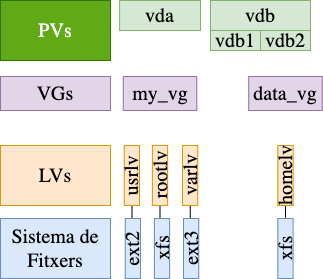 PVs
vda
vdb
vdb1
vdb2
VGs
my_vg
data_vg
LVs
usrlv
rootlv
varlv
homelv
Sistema de
Fitxers
ext2
xfs
ext3
xfs